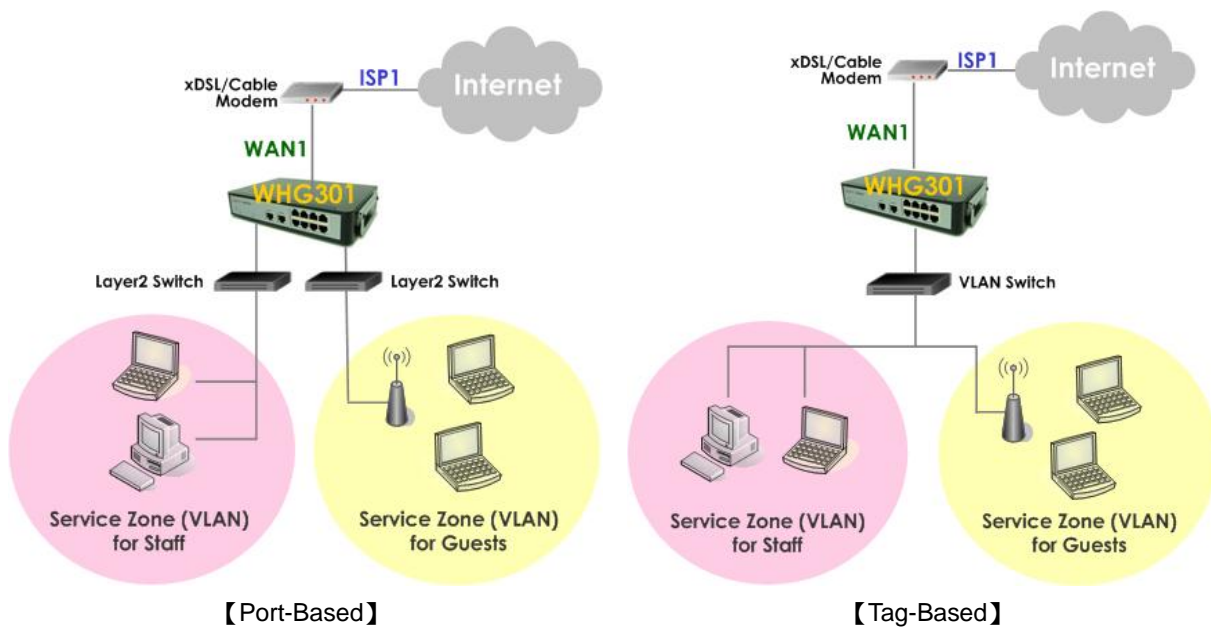 xDSL/Cable
Modem
ISP1
Internet
WAN1
WHG301
Layer2 Switch
Layer2 Switch
Service Zone (VLAN)
for Staff
Service Zone (VLAN)
for Guests
【Port-Based】
xDSL/Cable
Modem
ISP1
Internet
WAN1
WHG301
VLAN Switch
Service Zone (VLAN)
for Staff
Service Zone (VLAN)
for Guests
【Tag-Based】